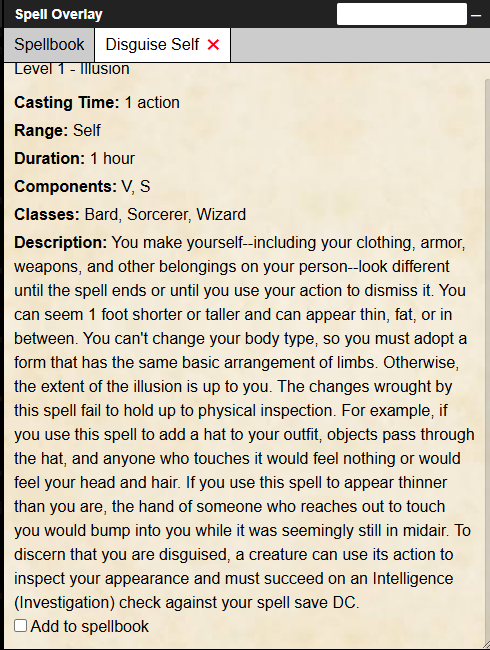 Spell Overlay
Spellbook Disguise Self
Level 1 - Illusion
Casting Time: 1 action
Range: Self
Duration: 1 hour
Components: V, S
Classes: Bard, Sorcerer, Wizard
Description: You make yourself--including your clothing, armor,
weapons, and other belongings on your person--look different
until the spell ends or until you use your action to dismiss it. You
can seem 1 foot shorter or taller and can appear thin, fat, or in
between. You can't change your body type, so you must adopt a
form that has the same basic arrangement of limbs. Otherwise,
the extent of the illusion is up to you. The changes wrought by
this spell fail to hold up to physical inspection. For example, if
you use this spell to add a hat to your outfit, objects pass through
the hat, and anyone who touches it would feel nothing or would
feel your head and hair. If you use this spell to appear thinner
than you are, the hand of someone who reaches out to touch
you would bump into you while it was seemingly still in midair. To
discern that you are disguised, a creature can use its action to
inspect your appearance and must succeed on an Intelligence
(Investigation) check against your spell save DC.
Add to spellbook